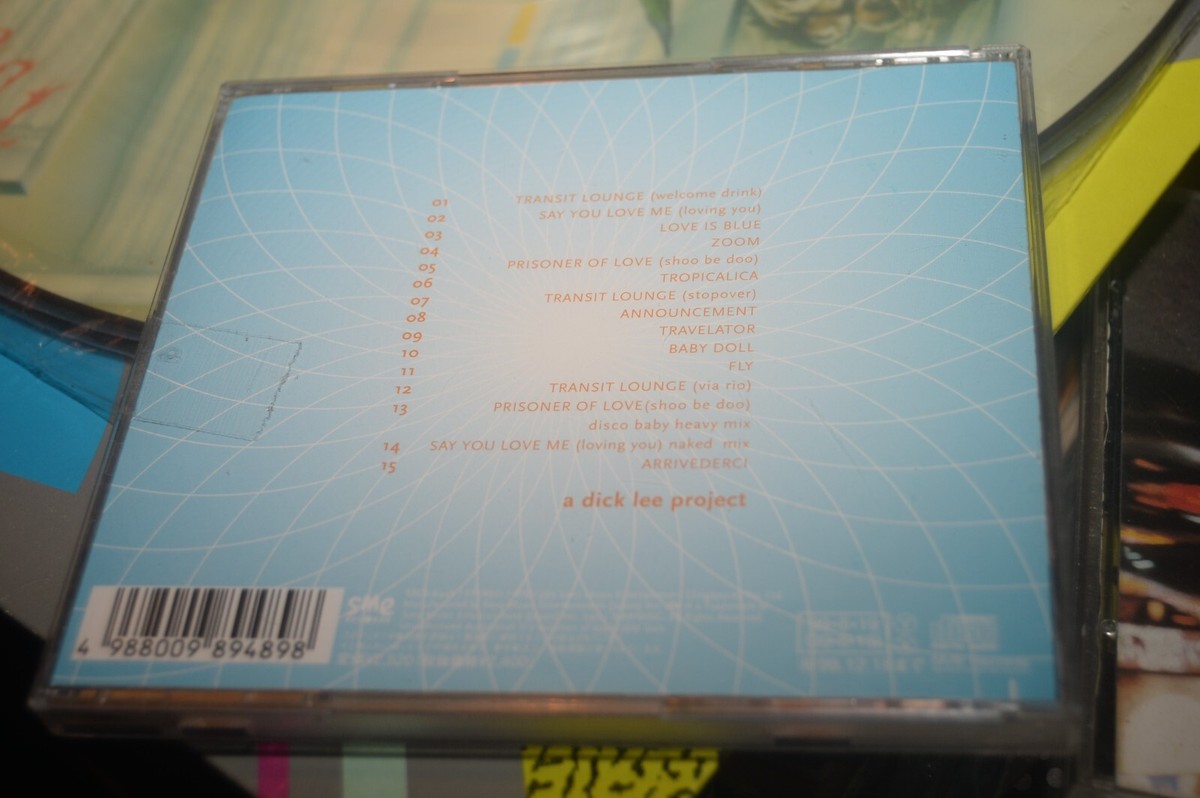 01 TRANSIT LOUNGE (welcome drink)
02 SAY YOU LOVE ME (loving you)
03 LOVE IS BLUE
04 ZOOM
05 PRISONER OF LOVE (shoo be doo)
06 TROPICALICA
07 TRANSIT LOUNGE (stopover)
08 ANNOUNCEMENT
09 TRAVELATOR
10 BABY DOLL
11 FLY
12 TRANSIT LOUNGE (via rio)
13 PRISONER OF LOVE(shoo be doo)
disco baby heavy mix
14 SAY YOU LOVE ME (loving you) naked mix
15 ARRIVEDERCI
a dick lee project
4 988009 894898
sme